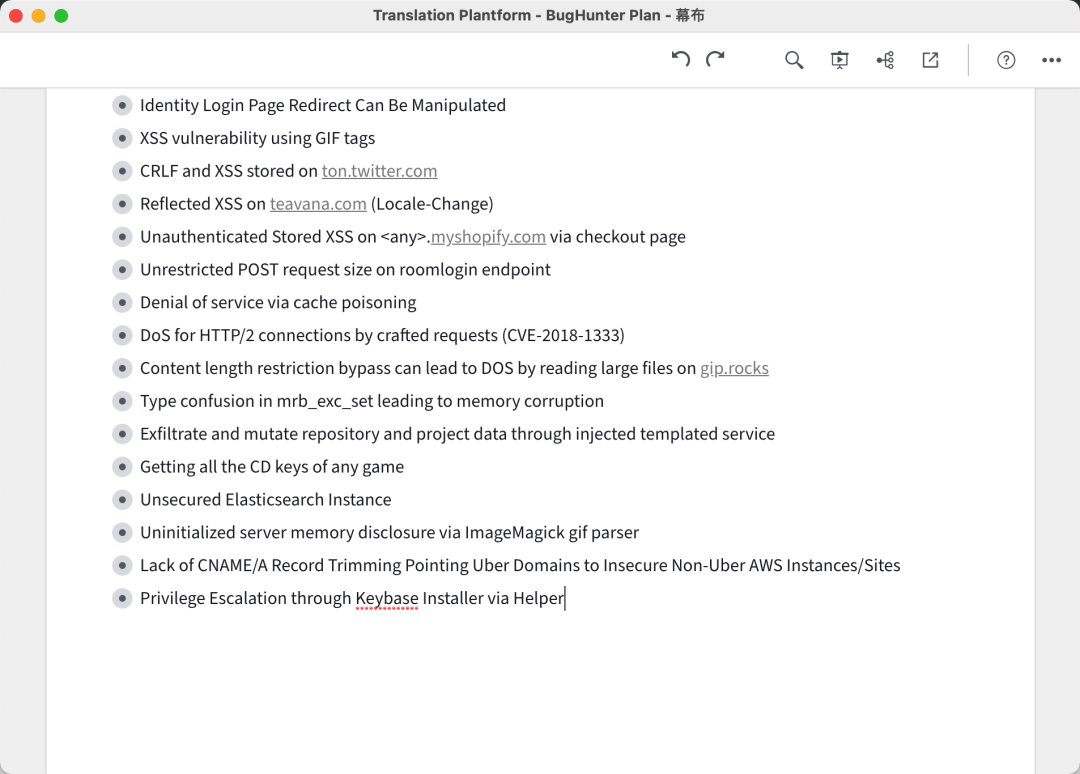 Translation Plantform - BugHunter Plan - 幕布
Identity Login Page Redirect Can Be Manipulated
XSS vulnerability using GIF tags
CRLF and XSS stored on ton.twitter.com
Reflected XSS on teavana.com (Locale-Change)
Unauthenticated Stored XSS on <any>.myshopify.com via checkout page
Unrestricted POST request size on roomlogin endpoint
Denial of service via cache poisoning
DoS for HTTP/2 connections by crafted requests (CVE-2018-1333)
Content length restriction bypass can lead to DOS by reading large files on gip.rocks
Type confusion in mrb_exc_set leading to memory corruption
Exfiltrate and mutate repository and project data through injected templated service
Getting all the CD keys of any game
Unsecured Elasticsearch Instance
Uninitialized server memory disclosure via ImageMagick gif parser
Lack of CNAME/A Record Trimming Pointing Uber Domains to Insecure Non-Uber AWS Instances/Sites
Privilege Escalation through Keybase Installer via Helper